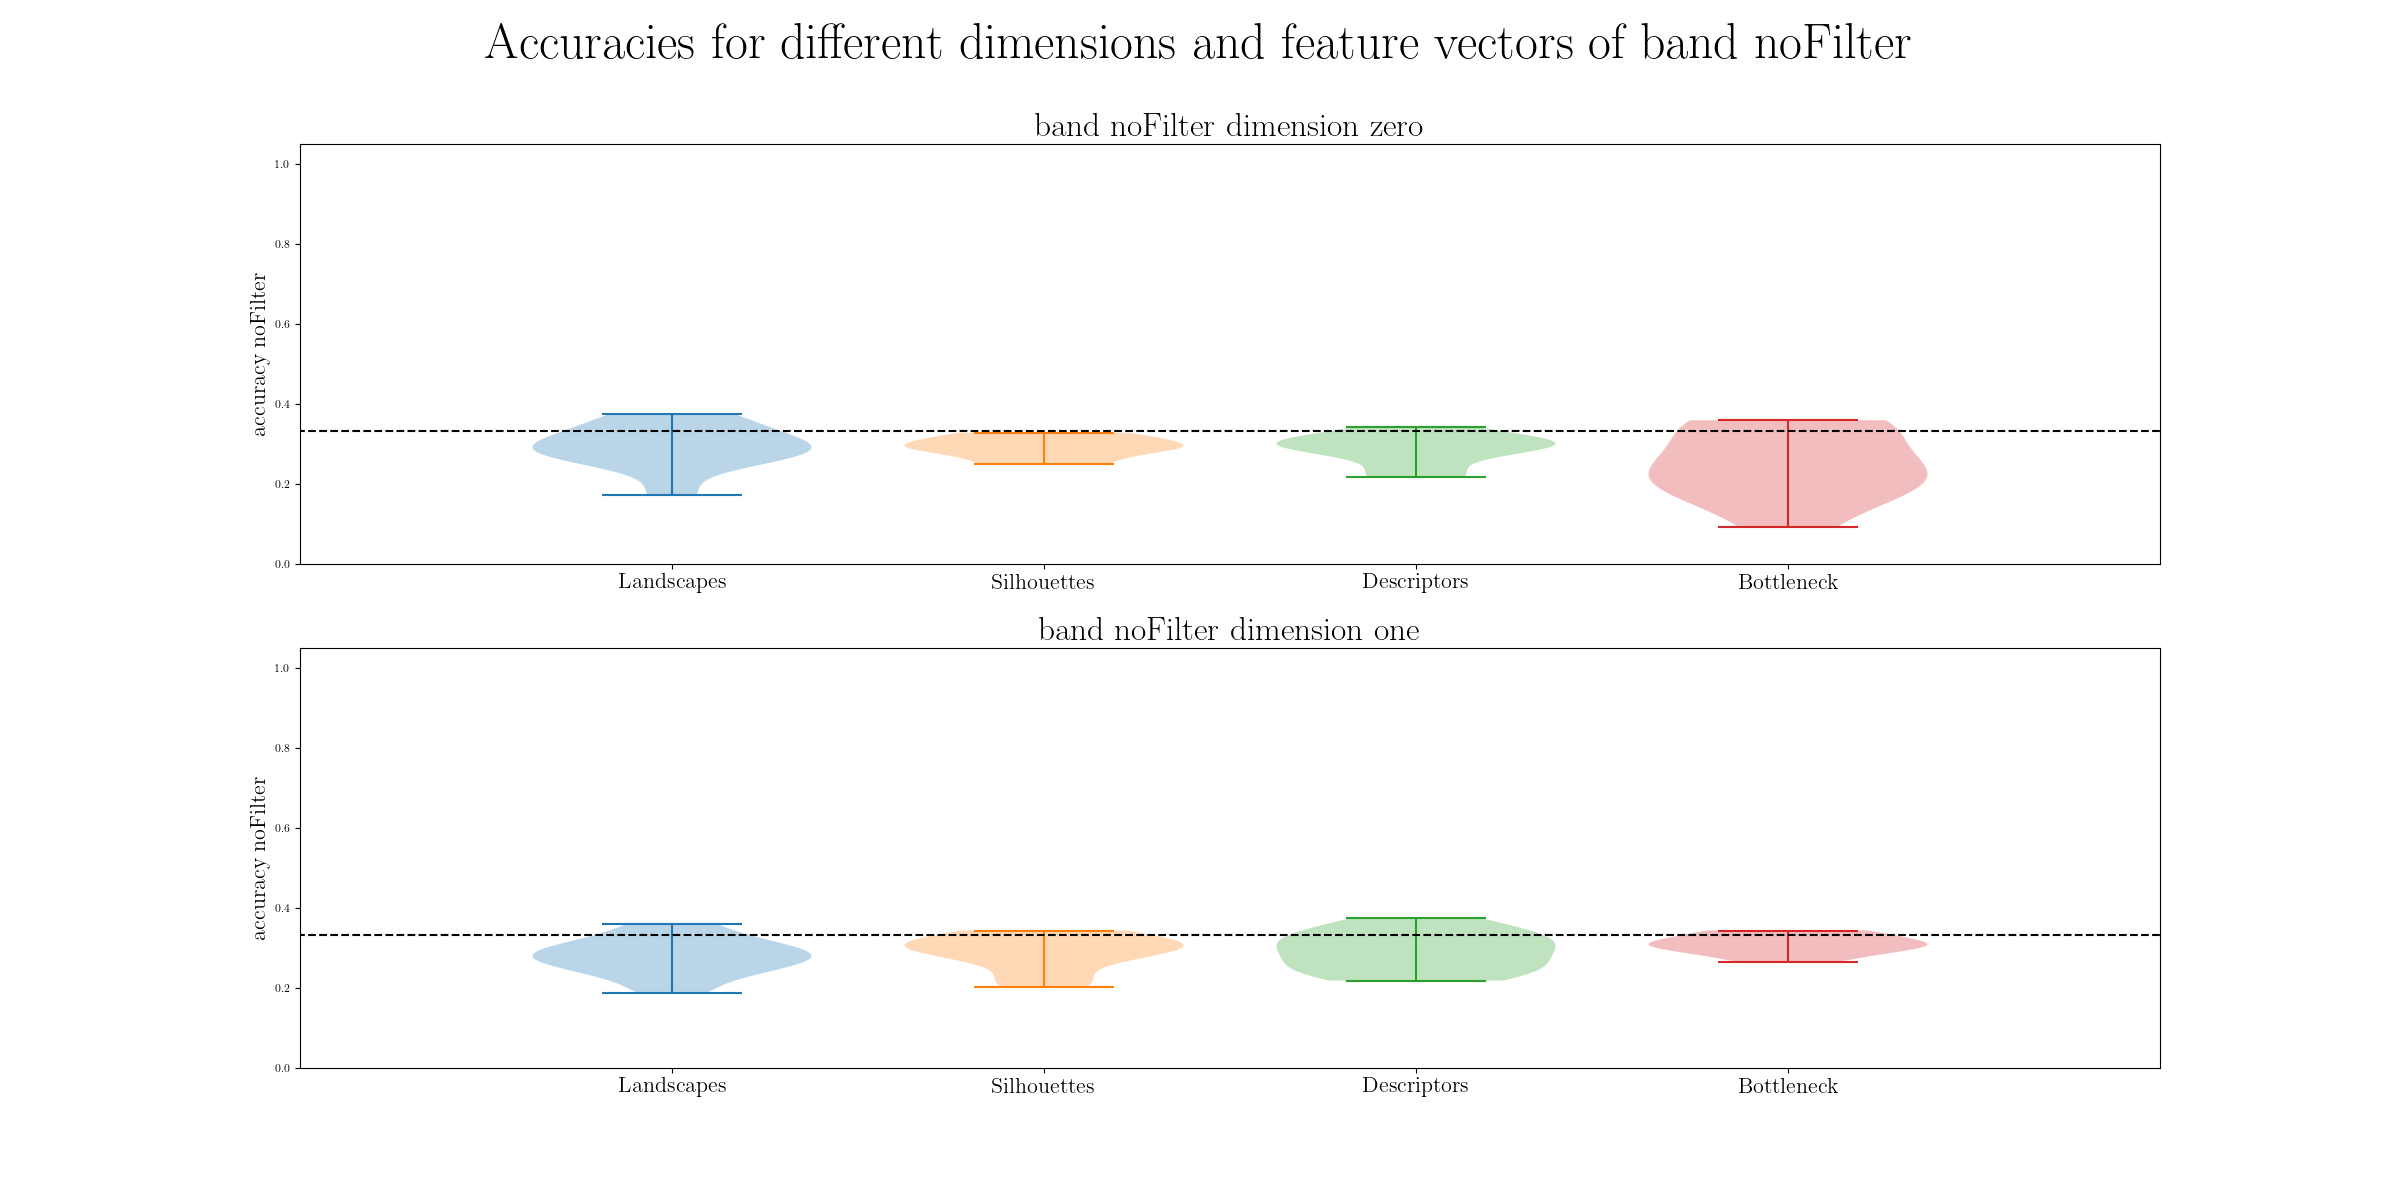 Accuracies for different dimensions and feature vectors of band noFilter
band noFilter dimension zero
accuracy noFilter
1.0
0.8
0.6
0.4
0.2
0.0
Landscapes Silhouettes Descriptors Bottleneck
band noFilter dimension one
accuracy noFilter
1.0
0.8
0.6
0.4
0.2
0.0
Landscapes Silhouettes Descriptors Bottleneck